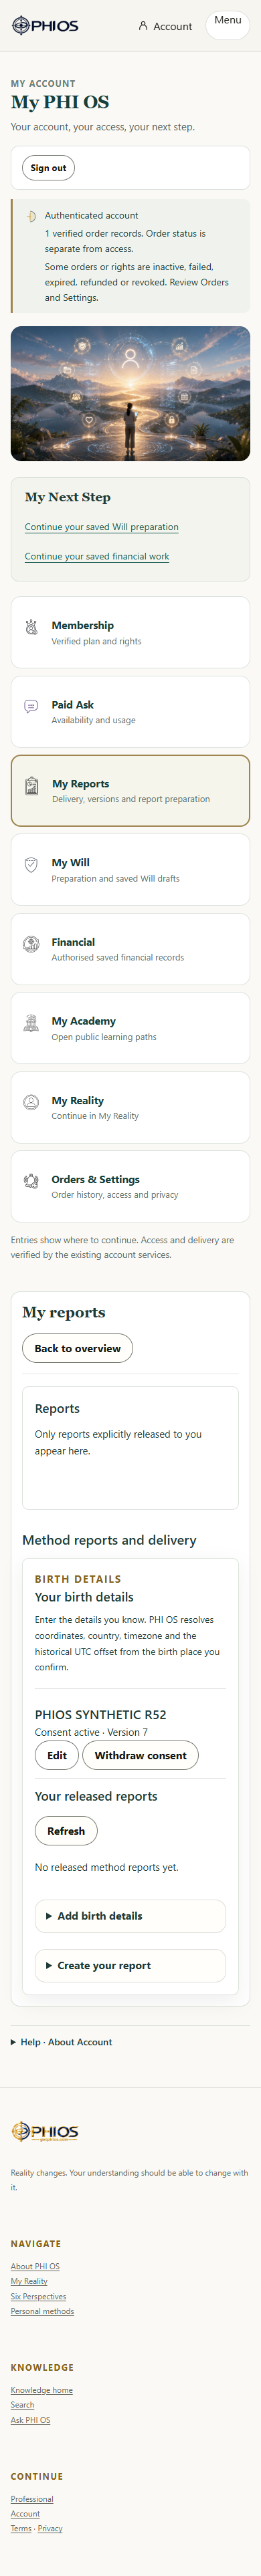 PHIOS
Account
Menu
MY ACCOUNT
My PHI OS
Your account, your access, your next step.
Sign out
Authenticated account
1 verified order records. Order status is
separate from access.
Some orders or rights are inactive, failed,
expired, refunded or revoked. Review Orders
and Settings.
My Next Step
Continue your saved Will preparation
Continue your saved financial work
Membership
Verified plan and rights
Paid Ask
Availability and usage
My Reports
Delivery, versions and report preparation
My Will
Preparation and saved Will drafts
Financial
Authorised saved financial records
My Academy
Open public learning paths
My Reality
Continue in My Reality
Orders & Settings
Order history, access and privacy
Entries show where to continue. Access and delivery are
verified by the existing account services.
My reports
Back to overview
Reports
Only reports explicitly released to you
appear here.
Method reports and delivery
BIRTH DETAILS
Your birth details
Enter the details you know. PHI OS resolves
coordinates, country, timezone and the
historical UTC offset from the birth place you
confirm.
PHIOS SYNTHETIC R52
Consent active · Version 7
Edit
Withdraw consent
Your released reports
Refresh
No released method reports yet.
▶ Add birth details
▶ Create your report
▶ Help · About Account
PHIOS
Reality changes. Your understanding should be able to change with
it.
NAVIGATE
About PHI OS
My Reality
Six Perspectives
Personal methods
KNOWLEDGE
Knowledge home
Search
Ask PHI OS
CONTINUE
Professional
Account
Terms · Privacy